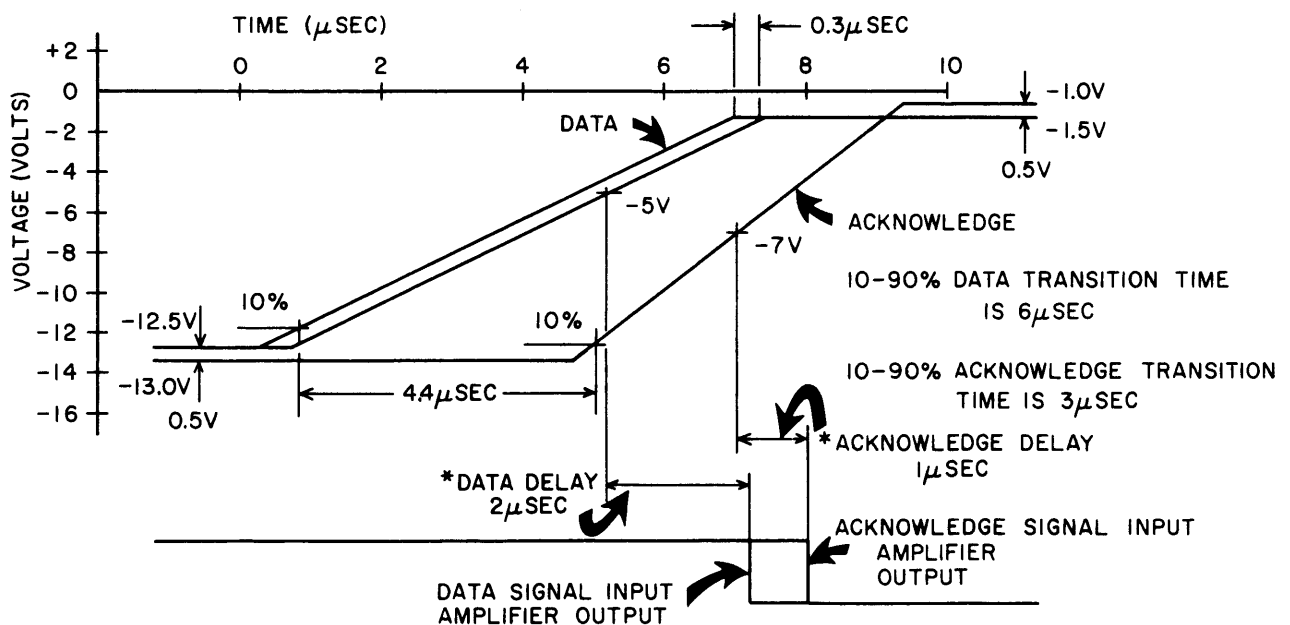 TIME (μSEC)
0.3μSEC
+2
0
2
4
6
8
10
0
-2
-4
-6
-8
-10
-12
-14
-16
VOLTAGE (VOLTS)
-1.0V
-1.5V
0.5V
DATA
-5V
ACKNOWLEDGE
-7V
10-90% DATA TRANSITION TIME
IS 6μSEC
10%
-12.5V
10%
-13.0V
0.5V
4.4μSEC
10-90% ACKNOWLEDGE TRANSITION
TIME IS 3μSEC
*ACKNOWLEDGE DELAY
1μSEC
*DATA DELAY
2μSEC
ACKNOWLEDGE SIGNAL INPUT
AMPLIFIER
OUTPUT
DATA SIGNAL INPUT
AMPLIFIER OUTPUT